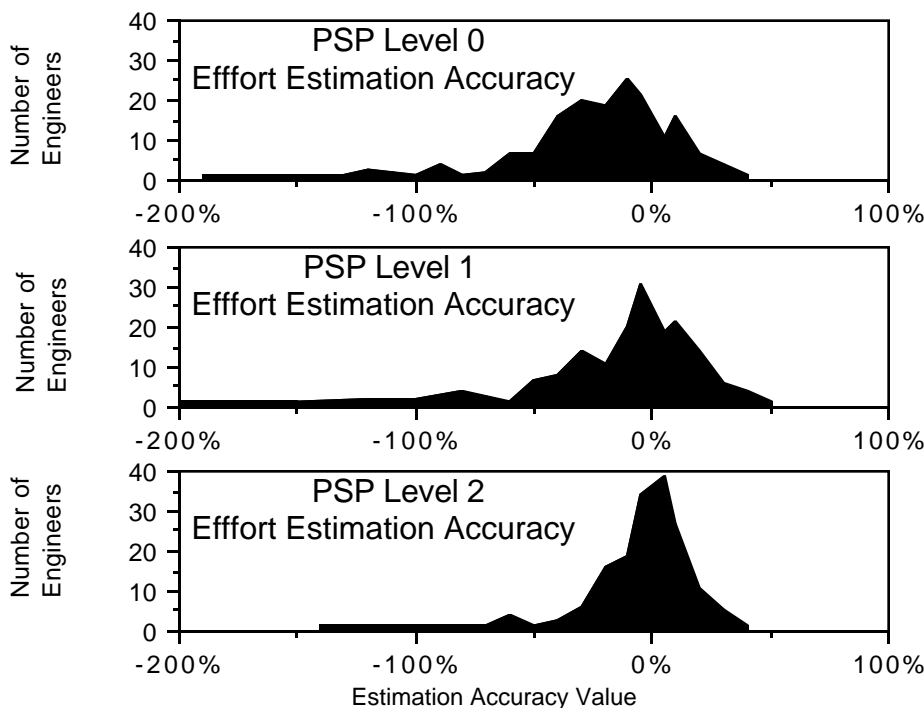 PSP Level 0
Efffort Estimation Accuracy
Number of
Engineers
40
30
20
10
0
-200%
-100%
0%
100%
PSP Level 1
Efffort Estimation Accuracy
Number of
Engineers
40
30
20
10
0
-200%
-100%
0%
100%
PSP Level 2
Efffort Estimation Accuracy
Number of
Engineers
40
30
20
10
0
-200%
-100%
0%
100%
Estimation Accuracy Value